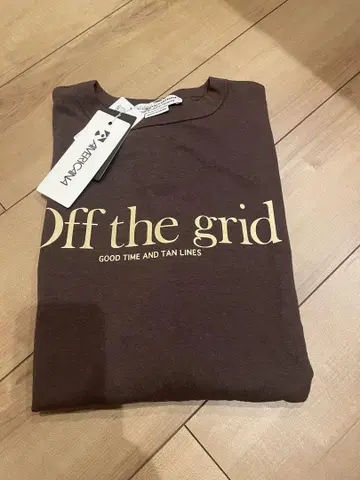 AMERICANA
Off the grid
GOOD TIME AND TAN LINES